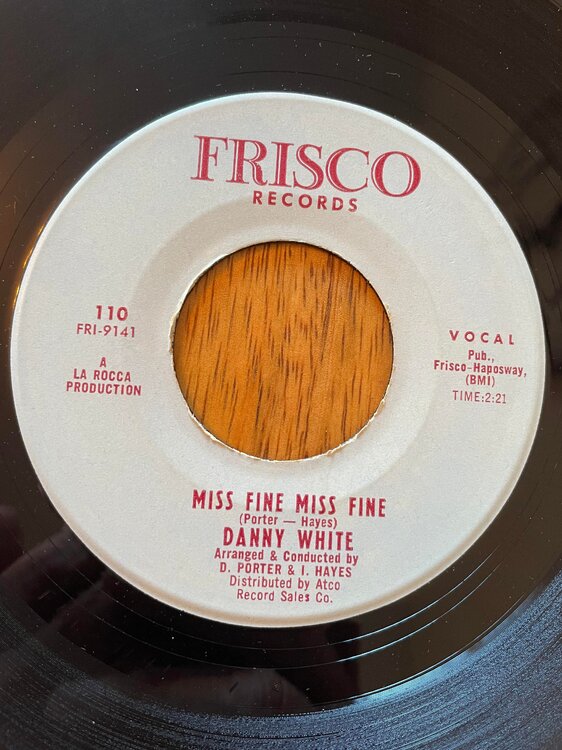 FRISCO
RECORDS
110
FRI-9141
A
LA ROCCA
PRODUCTION
VOCAL
Pub.,
Frisco-Haposway,
(BMI)
TIME:2:21
MISS FINE MISS FINE
(Porter — Hayes)
DANNY WHITE
Arranged & Conducted by
D. PORTER & I. HAYES
Distributed by Atco
Record Sales Co.